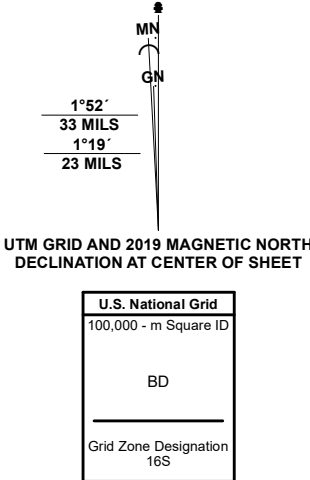 MN
GN
1°52´
33 MILS
1°19´
23 MILS
UTM GRID AND 2019 MAGNETIC NORTH
DECLINATION AT CENTER OF SHEET
U.S. National Grid
100,000 - m Square ID
BD
Grid Zone Designation
16S